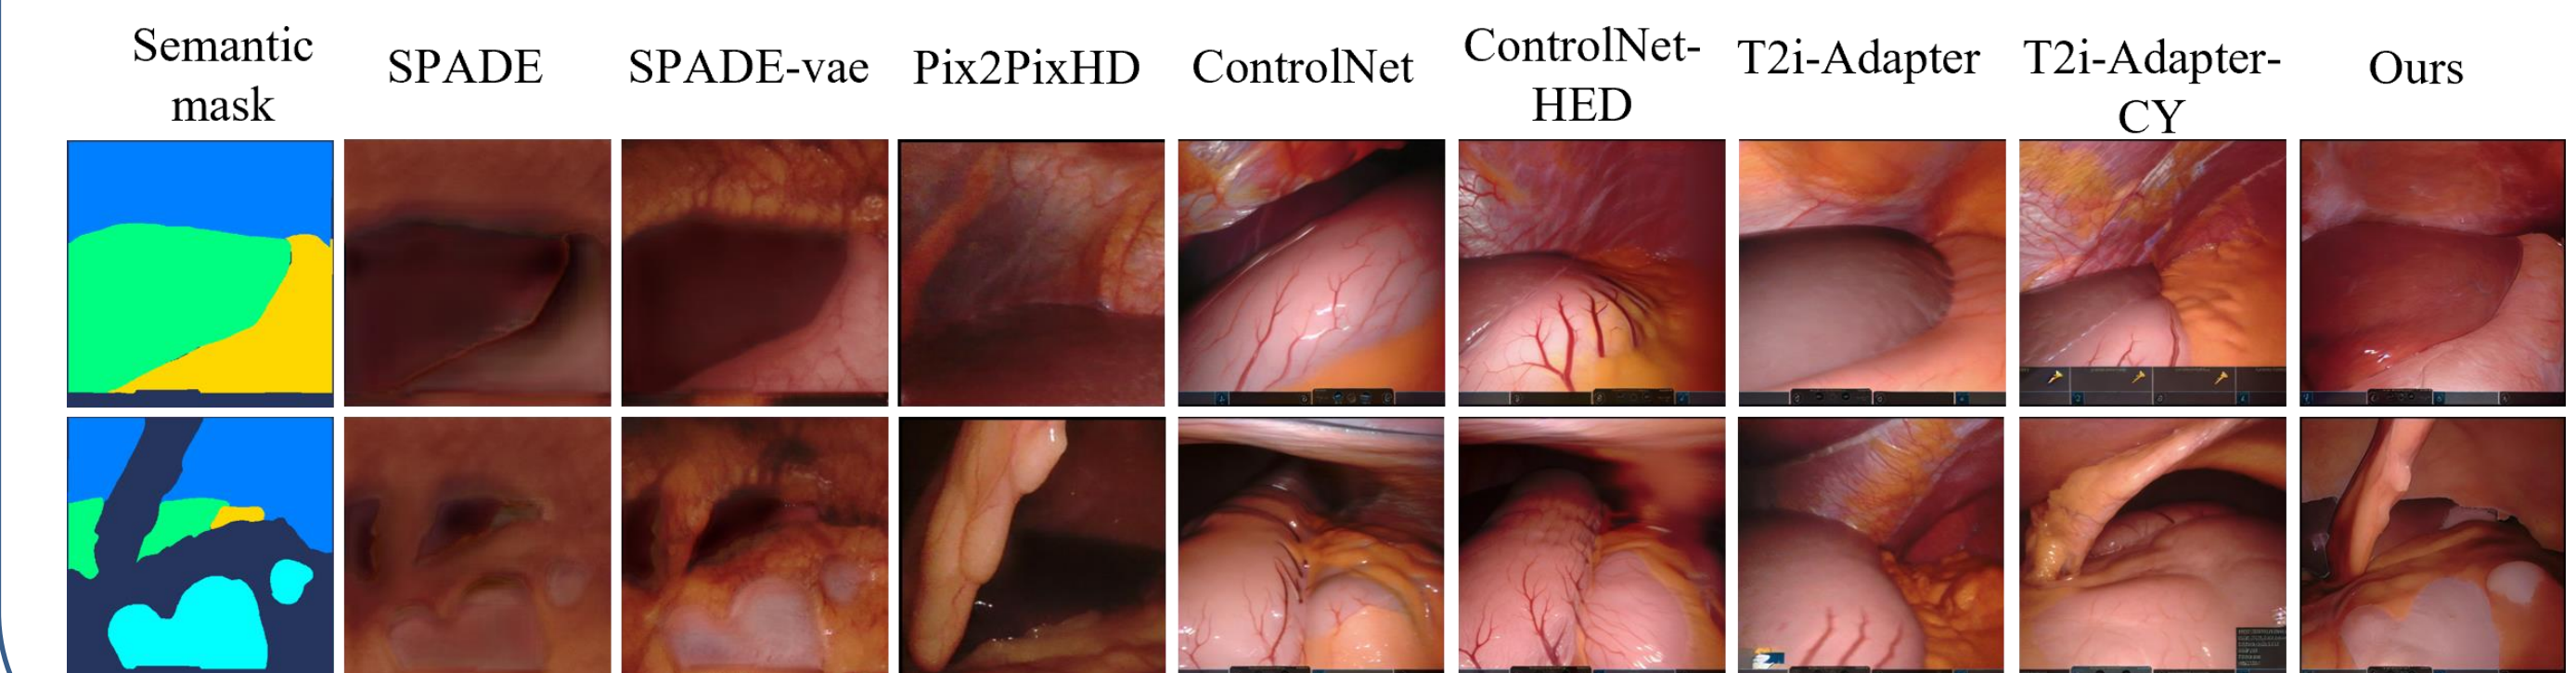 Semantic
mask
SPADE
SPADE-vae
Pix2PixHD
ControlNet
ControlNet-
HED
T2i-Adapter
T2i-Adapter-
CY
Ours